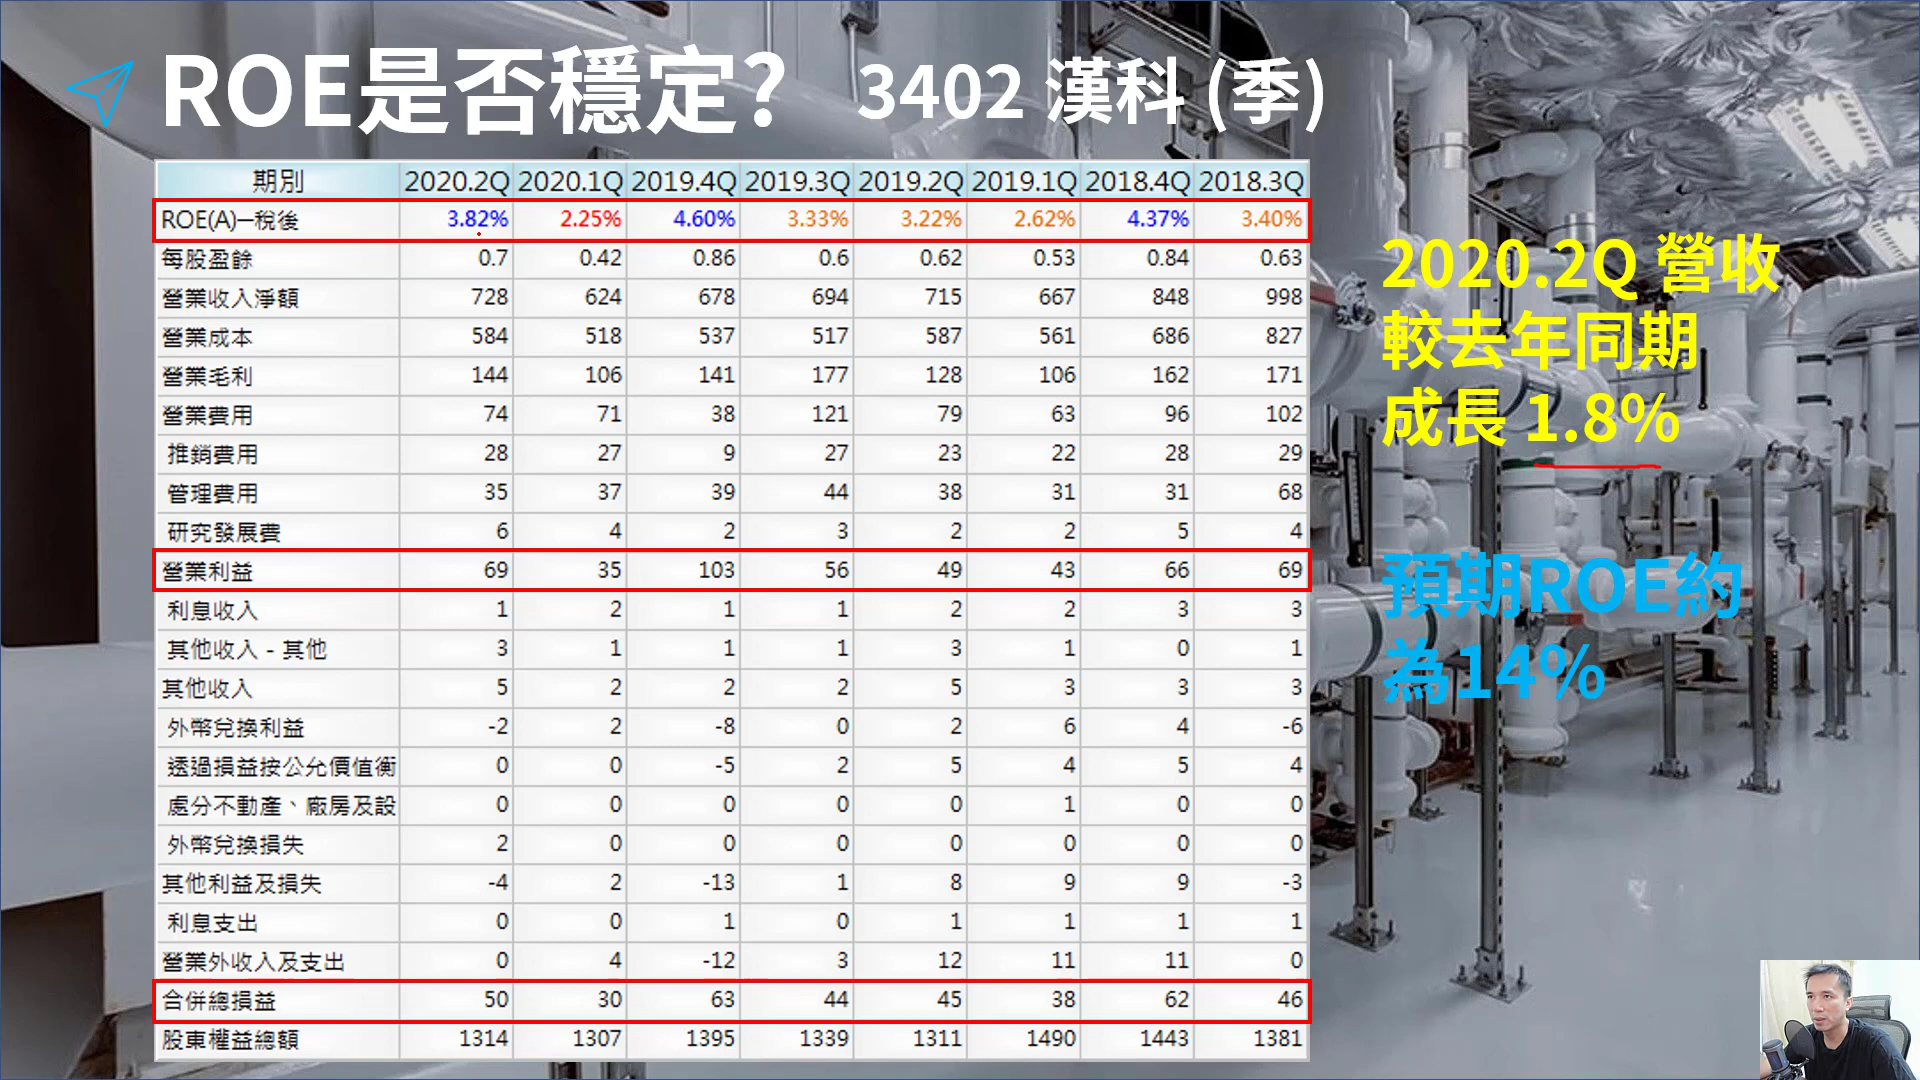 ROE是否穩定?
3402 漢科 (季)
期別 2020.2Q 2020.1Q 2019.4Q 2019.3Q 2019.2Q 2019.1Q 2018.4Q 2018.3Q
ROE(A)─稅後 3.82% 2.25% 4.60% 3.33% 3.22% 2.62% 4.37% 3.40%
每股盈餘 0.7 0.42 0.86 0.6 0.62 0.53 0.84 0.63
營業收入淨額 728 624 678 694 715 667 848 998
營業成本 584 518 537 517 587 561 686 827
營業毛利 144 106 141 177 128 106 162 171
營業費用 74 71 38 121 79 63 96 102
推銷費用 28 27 9 27 23 22 28 29
管理費用 35 37 39 44 38 31 31 68
研究發展費 6 4 2 3 2 2 5 4
營業利益 69 35 103 56 49 43 66 69
利息收入 1 2 1 1 2 2 3 3
其他收入－其他 3 1 1 1 3 1 0 1
其他收入 5 2 2 2 5 3 3 3
外幣兌換利益 -2 2 -8 0 2 6 4 -6
透過損益按公允價值衡 0 0 -5 2 5 4 5 4
處分不動產、廠房及設 0 0 0 0 0 1 0 0
外幣兌換損失 2 0 0 0 0 0 0 0
其他利益及損失 -4 2 -13 1 8 9 9 -3
利息支出 0 0 1 0 1 1 1 1
營業外收入及支出 0 4 -12 3 12 11 11 0
合併總損益 50 30 63 44 45 38 62 46
股東權益總額 1314 1307 1395 1339 1311 1490 1443 1381
2020.2Q 營收
較去年同期
成長 1.8%
預期ROE約
為14%